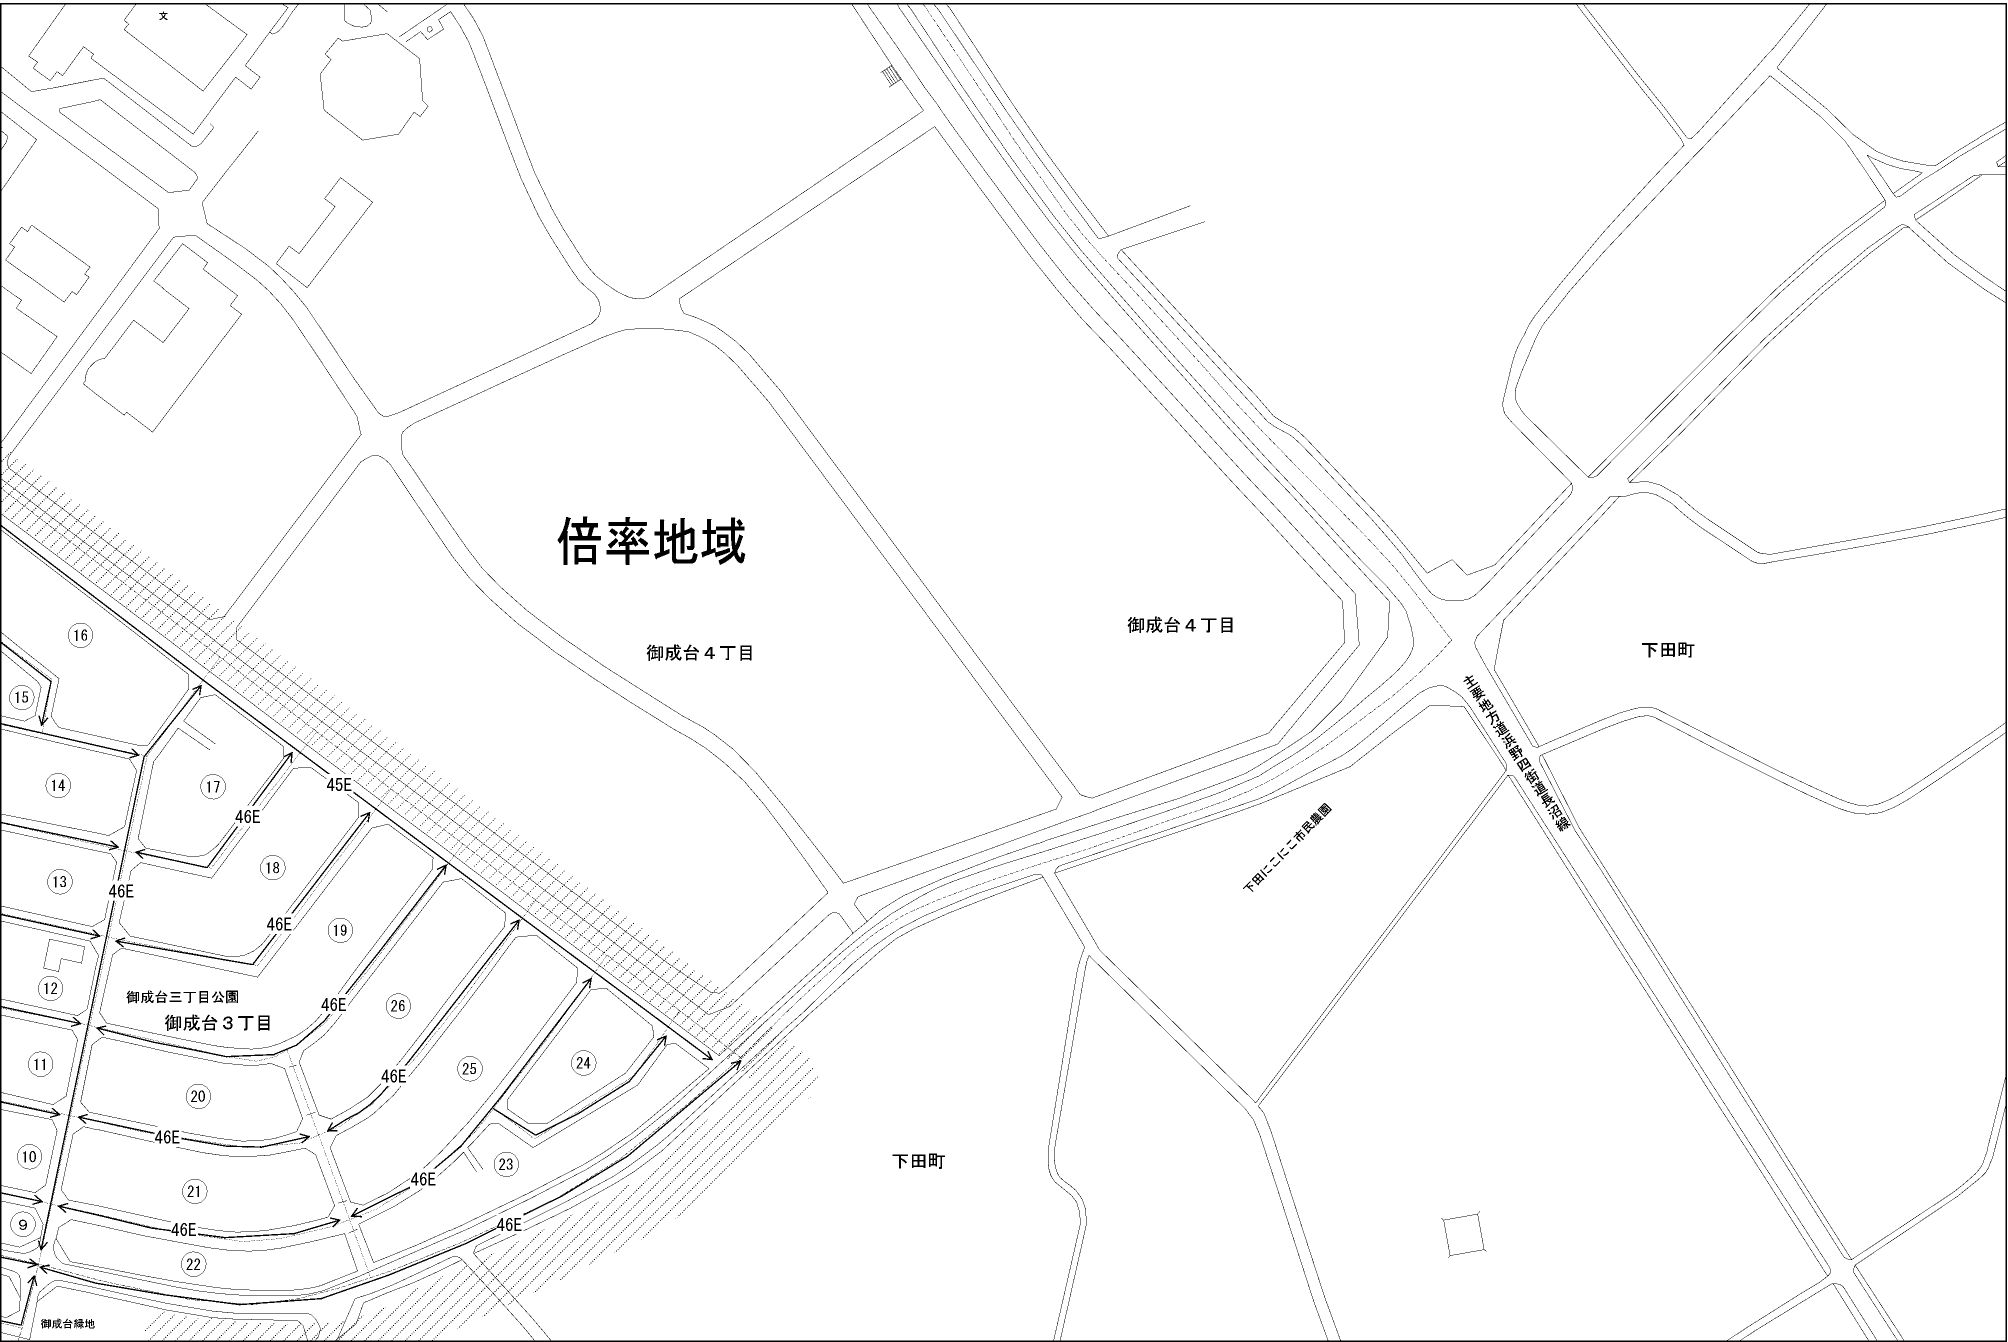 文
倍率地域
御成台４丁目
御成台４丁目
下田町
主要地方道浜野四街道長沼線
下田にこにこ市民農園
16
15
14
17
45E
46E
18
13
46E
46E
19
12
御成台三丁目公園
御成台３丁目
46E
26
11
20
46E
25
24
46E
10
21
23
46E
下田町
9
46E
46E
22
御成台緑地